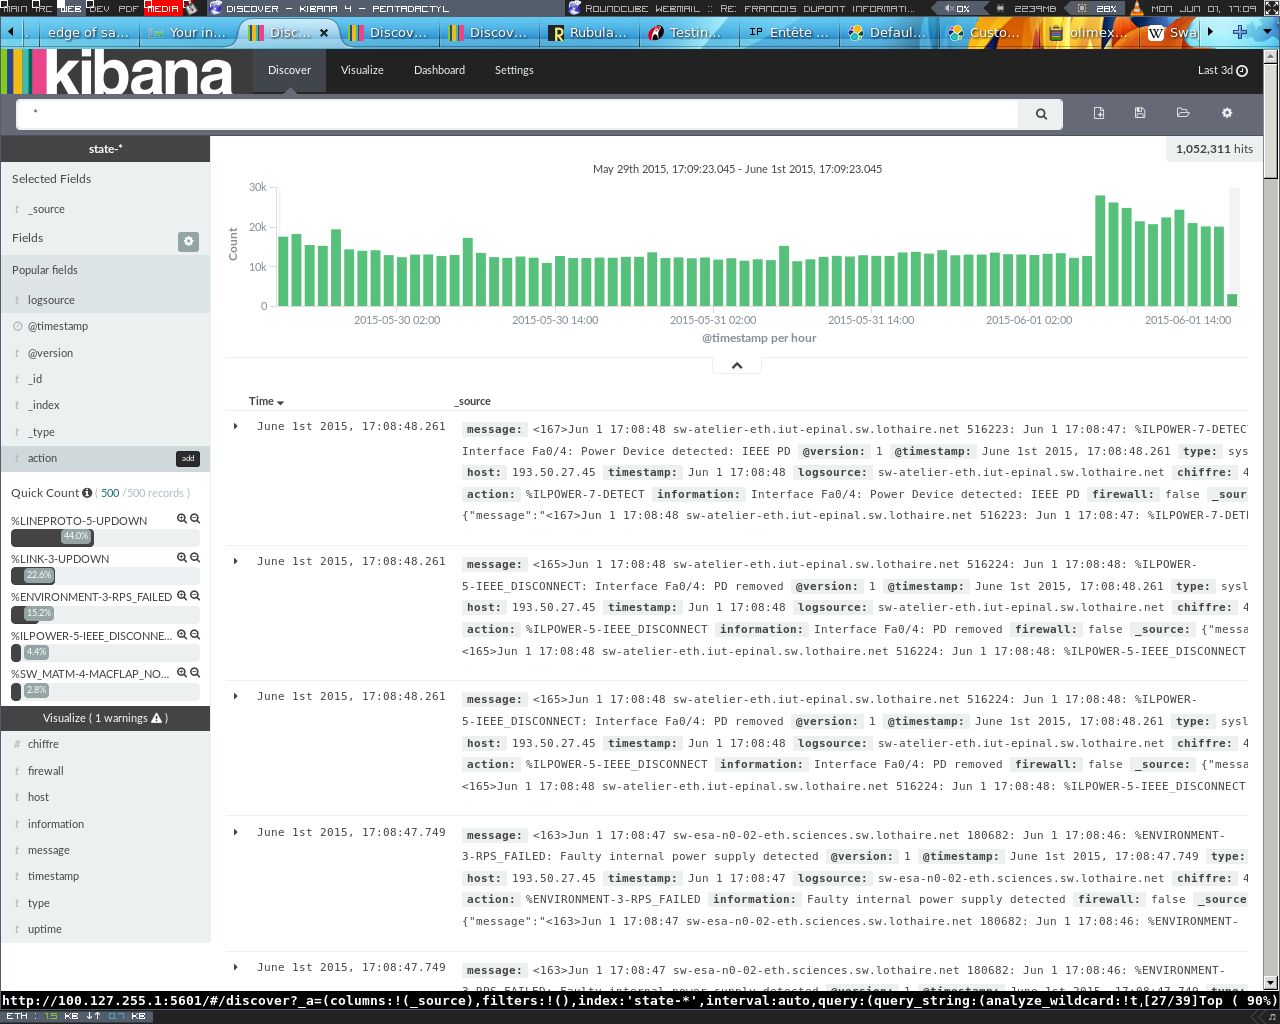 MAIN IRC WEB DEV PDF MEDIA Discover - Kibana 4 - Pentadactyl Roundcube Webmail :: Re: Francois Dupont Informati... 0% 2239MB 28% Mon Jun 01, 17:09
edge of sa... Your in... Disc... Discov... Discov... Rubula... Testin... IP Entête ... Defaul... Custo... olimex... W Swap
kibana Discover Visualize Dashboard Settings Last 3d
*
state-*
1,052,311 hits
Selected Fields
t _source
Fields
Popular fields
t logsource
@timestamp
t @version
t _id
t _index
t _type
t action add
Quick Count ( 500 /500 records )
%LINEPROTO-5-UPDOWN
44.0%
%LINK-3-UPDOWN
22.6%
%ENVIRONMENT-3-RPS_FAILED
15.2%
%ILPOWER-5-IEEE_DISCONNE...
4.4%
%SW_MATM-4-MACFLAP_NO...
2.8%
Visualize ( 1 warnings )
# chiffre
t firewall
t host
t information
t message
t timestamp
t type
t uptime
May 29th 2015, 17:09:23.045 - June 1st 2015, 17:09:23.045
30k
20k
10k
0
Count
2015-05-30 02:00 2015-05-30 14:00 2015-05-31 02:00 2015-05-31 14:00 2015-06-01 02:00 2015-06-01 14:00
@timestamp per hour
Time _source
June 1st 2015, 17:08:48.261 message: <167>Jun 1 17:08:48 sw-atelier-eth.iut-epinal.sw.lothaire.net 516223: Jun 1 17:08:47: %ILPOWER-7-DETECT
Interface Fa0/4: Power Device detected: IEEE PD @version: 1 @timestamp: June 1st 2015, 17:08:48.261 type: sys
host: 193.50.27.45 timestamp: Jun 1 17:08:48 logsource: sw-atelier-eth.iut-epinal.sw.lothaire.net chiffre: 4
action: %ILPOWER-7-DETECT information: Interface Fa0/4: Power Device detected: IEEE PD firewall: false _sour
{"message":"<167>Jun 1 17:08:48 sw-atelier-eth.iut-epinal.sw.lothaire.net 516223: Jun 1 17:08:47: %ILPOWER-7-DETE
June 1st 2015, 17:08:48.261 message: <165>Jun 1 17:08:48 sw-atelier-eth.iut-epinal.sw.lothaire.net 516224: Jun 1 17:08:48: %ILPOWER-
5-IEEE_DISCONNECT: Interface Fa0/4: PD removed @version: 1 @timestamp: June 1st 2015, 17:08:48.261 type: sysl
host: 193.50.27.45 timestamp: Jun 1 17:08:48 logsource: sw-atelier-eth.iut-epinal.sw.lothaire.net chiffre: 4
action: %ILPOWER-5-IEEE_DISCONNECT information: Interface Fa0/4: PD removed firewall: false _source: {"messa
<165>Jun 1 17:08:48 sw-atelier-eth.iut-epinal.sw.lothaire.net 516224: Jun 1 17:08:48: %ILPOWER-5-IEEE_DISCONNECT
June 1st 2015, 17:08:48.261 message: <165>Jun 1 17:08:48 sw-atelier-eth.iut-epinal.sw.lothaire.net 516224: Jun 1 17:08:48: %ILPOWER-
5-IEEE_DISCONNECT: Interface Fa0/4: PD removed @version: 1 @timestamp: June 1st 2015, 17:08:48.261 type: sysl
host: 193.50.27.45 timestamp: Jun 1 17:08:48 logsource: sw-atelier-eth.iut-epinal.sw.lothaire.net chiffre: 4
action: %ILPOWER-5-IEEE_DISCONNECT information: Interface Fa0/4: PD removed firewall: false _source: {"messa
<165>Jun 1 17:08:48 sw-atelier-eth.iut-epinal.sw.lothaire.net 516224: Jun 1 17:08:48: %ILPOWER-5-IEEE_DISCONNECT
June 1st 2015, 17:08:47.749 message: <163>Jun 1 17:08:47 sw-esa-n0-02-eth.sciences.sw.lothaire.net 180682: Jun 1 17:08:46: %ENVIRONMENT-
3-RPS_FAILED: Faulty internal power supply detected @version: 1 @timestamp: June 1st 2015, 17:08:47.749 type:
host: 193.50.27.45 timestamp: Jun 1 17:08:47 logsource: sw-esa-n0-02-eth.sciences.sw.lothaire.net chiffre: 4
action: %ENVIRONMENT-3-RPS_FAILED information: Faulty internal power supply detected firewall: false _source
{"message":"<163>Jun 1 17:08:47 sw-esa-n0-02-eth.sciences.sw.lothaire.net 180682: Jun 1 17:08:46: %ENVIRONMENT-
June 1st 2015, 17:08:47.749 message: <163>Jun 1 17:08:47 sw-esa-n0-02-eth.sciences.sw.lothaire.net 180682: Jun 1 17:08:46: %ENVIRONMENT-
http://100.127.255.1:5601/#/discover?_a=(columns:!(_source),filters:!(),index:'state-*',interval:auto,query:(query_string:(analyze_wildcard:!t,[27/39]Top ( 90%)
ETH : 1.5 KB 0.7 KB